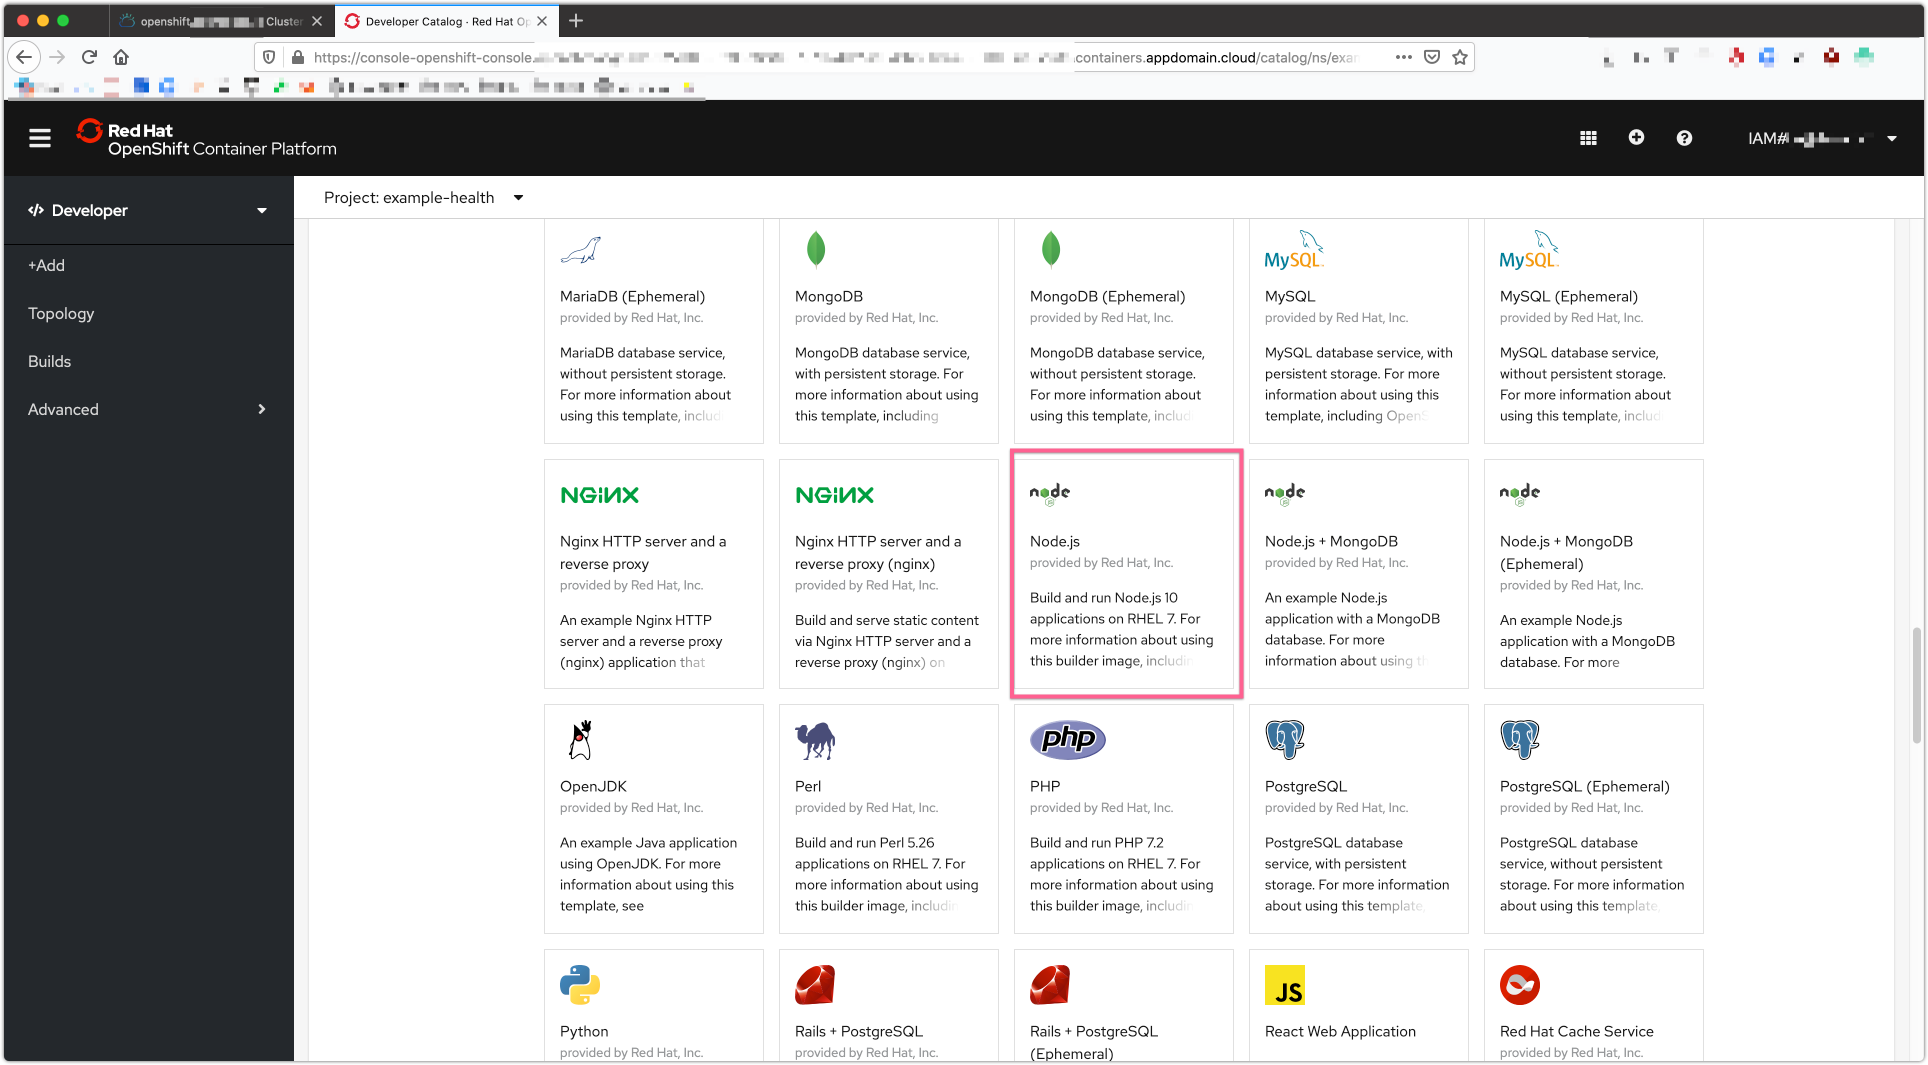 openshift
Cluster
Developer Catalog · Red Hat Op
https://console-openshift-console.
containers.appdomain.cloud/catalog/ns/exa
Red Hat
OpenShift Container Platform
IAM#
Developer
+Add
Topology
Builds
Advanced
Project: example-health
MySQL
MySQL
MariaDB (Ephemeral)
provided by Red Hat, Inc.
MariaDB database service,
without persistent storage.
For more information about
using this template, includ
MongoDB
provided by Red Hat, Inc.
MongoDB database service,
with persistent storage. For
more information about using
this template, including
MongoDB (Ephemeral)
provided by Red Hat, Inc.
MongoDB database service,
without persistent storage.
For more information about
using this template, includ
MySQL
provided by Red Hat, Inc.
MySQL database service, with
persistent storage. For more
information about using this
template, including OpenS
MySQL (Ephemeral)
provided by Red Hat, Inc.
MySQL database service,
without persistent storage.
For more information about
using this template, includ
NGINX
Nginx HTTP server and a
reverse proxy
provided by Red Hat, Inc.
An example Nginx HTTP
server and a reverse proxy
(nginx) application that
NGINX
Nginx HTTP server and a
reverse proxy (nginx)
provided by Red Hat, Inc.
Build and serve static content
via Nginx HTTP server and a
reverse proxy (nginx) on
node
JS
Node.js
provided by Red Hat, Inc.
Build and run Node.js 10
applications on RHEL 7. For
more information about using
this builder image, includin
node
JS
Node.js + MongoDB
provided by Red Hat, Inc.
An example Node.js
application with a MongoDB
database. For more
information about using th
node
JS
Node.js + MongoDB
(Ephemeral)
provided by Red Hat, Inc.
An example Node.js
application with a MongoDB
database. For more
OpenJDK
provided by Red Hat, Inc.
An example Java application
using OpenJDK. For more
information about using this
template, see
Perl
provided by Red Hat, Inc.
Build and run Perl 5.26
applications on RHEL 7. For
more information about using
this builder image, includin
php
PHP
provided by Red Hat, Inc.
Build and run PHP 7.2
applications on RHEL 7. For
more information about using
this builder image, includin
PostgreSQL
provided by Red Hat, Inc.
PostgreSQL database
service, with persistent
storage. For more information
about using this template,
PostgreSQL (Ephemeral)
provided by Red Hat, Inc.
PostgreSQL database
service, without persistent
storage. For more information
about using this template.
Python
provided by Red Hat, Inc.
Rails + PostgreSQL
provided by Red Hat, Inc.
Rails + PostgreSQL
(Ephemeral)
JS
React Web Application
Red Hat Cache Service
provided by Red Hat, Inc.